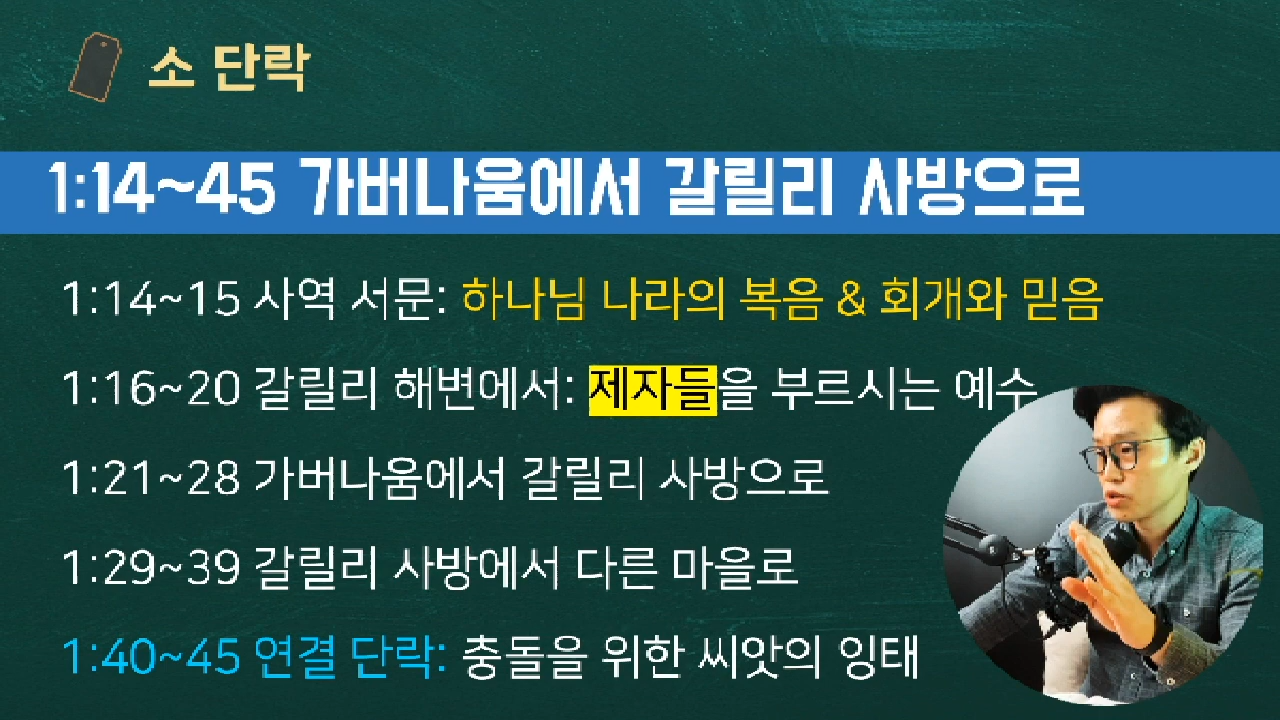 소 단락
1:14~45 가버나움에서 갈릴리 사방으로
1:14~15 사역 서문: 하나님 나라의 복음 & 회개와 믿음
1:16~20 갈릴리 해변에서: 제자들을 부르시는 예수
1:21~28 가버나움에서 갈릴리 사방으로
1:29~39 갈릴리 사방에서 다른 마을로
1:40~45 연결 단락: 충돌을 위한 씨앗의 잉태